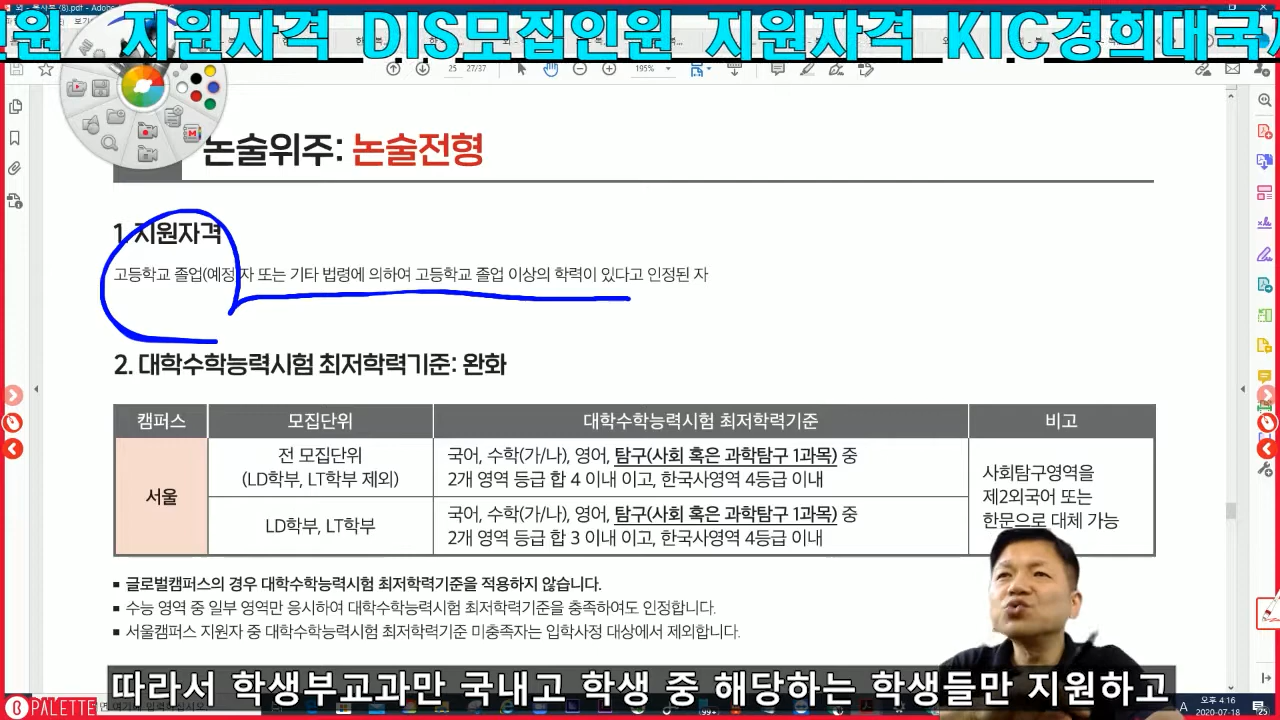 와 - 복사본 (8).pdf
원 지원자격 DIS모집인원 지원자격 KIC경희대국
25 27/37 195%
논술위주: 논술전형
1. 지원자격
고등학교 졸업(예정)자 또는 기타 법령에 의하여 고등학교 졸업 이상의 학력이 있다고 인정된 자
2. 대학수학능력시험 최저학력기준: 완화
캠퍼스 모집단위 대학수학능력시험 최저학력기준 비고
서울
전 모집단위
(LD학부, LT학부 제외)
국어, 수학(가/나), 영어, 탐구(사회 혹은 과학탐구 1과목) 중
2개 영역 등급 합 4 이내 이고, 한국사영역 4등급 이내
LD학부, LT학부
국어, 수학(가/나), 영어, 탐구(사회 혹은 과학탐구 1과목) 중
2개 영역 등급 합 3 이내 이고, 한국사영역 4등급 이내
사회탐구영역을
제2외국어 또는
한문으로 대체 가능
■ 글로벌캠퍼스의 경우 대학수학능력시험 최저학력기준을 적용하지 않습니다.
■ 수능 영역 중 일부 영역만 응시하여 대학수학능력시험 최저학력기준을 충족하여도 인정합니다.
■ 서울캠퍼스 지원자 중 대학수학능력시험 최저학력기준 미충족자는 입학사정 대상에서 제외합니다.
따라서 학생부교과만 국내고 학생 중 해당하는 학생들만 지원하고
PALETTE
A 오후 4:16
2020-07-18